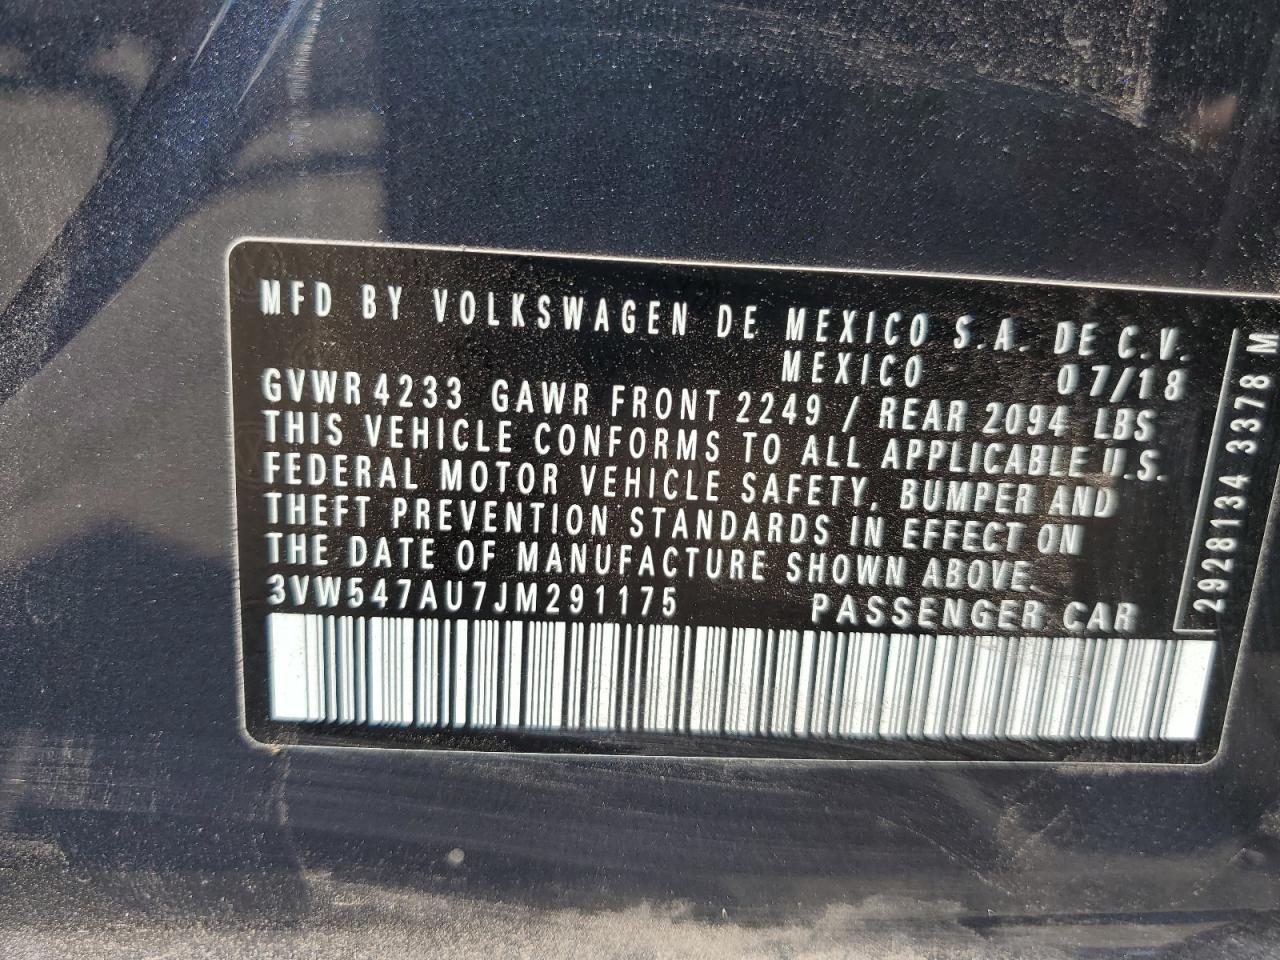 MFD BY VOLKSWAGEN DE MEXICO S.A. DE C.V.
MEXICO 07/18
GVWR 4233 GAWR FRONT 2249 / REAR 2094 LBS
THIS VEHICLE CONFORMS TO ALL APPLICABLE U.S.
FEDERAL MOTOR VEHICLE SAFETY, BUMPER AND
THEFT PREVENTION STANDARDS IN EFFECT ON
THE DATE OF MANUFACTURE SHOWN ABOVE.
3VW547AU7JM291175 PASSENGER CAR
2928134 3378 M